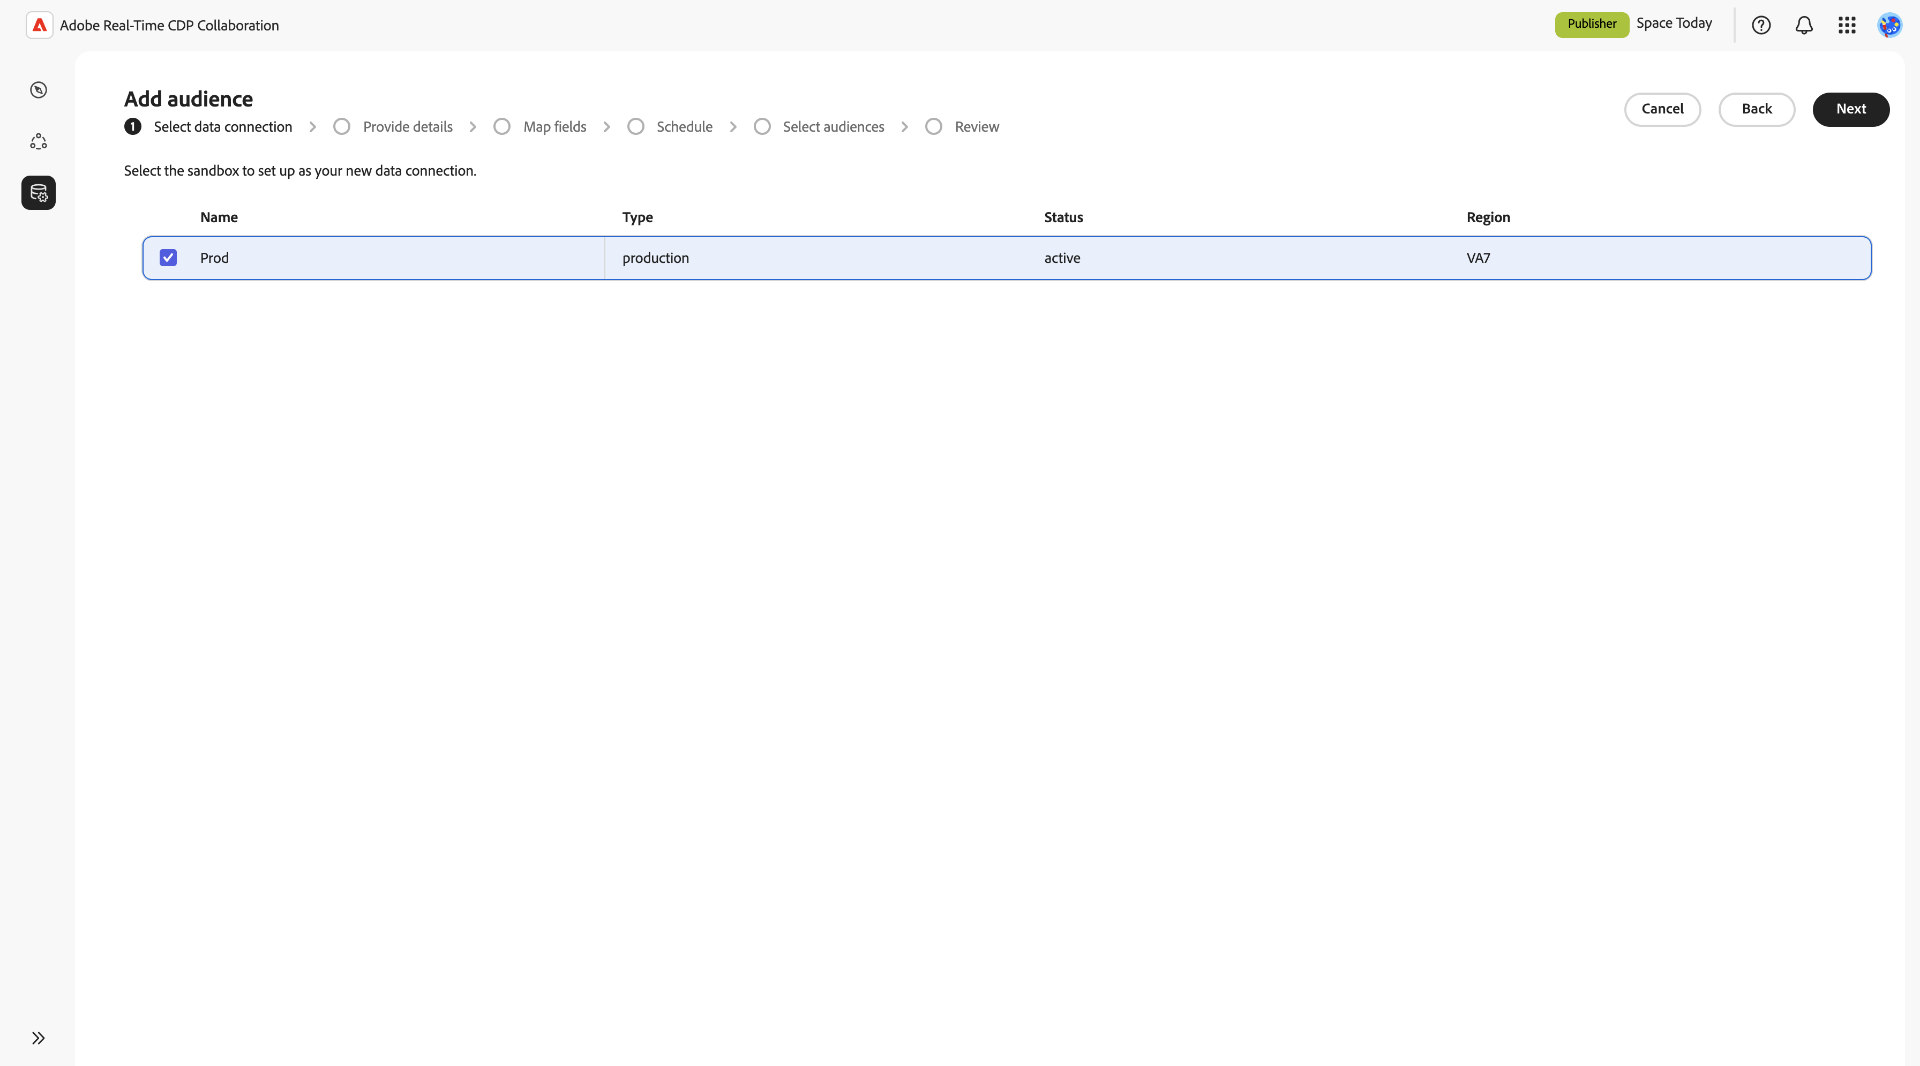 Adobe Real-Time CDP Collaboration
Publisher Space Today
Add audience
Cancel Back Next
1 Select data connection Provide details Map fields Schedule Select audiences Review
Select the sandbox to set up as your new data connection.
Name Type Status Region
Prod production active VA7